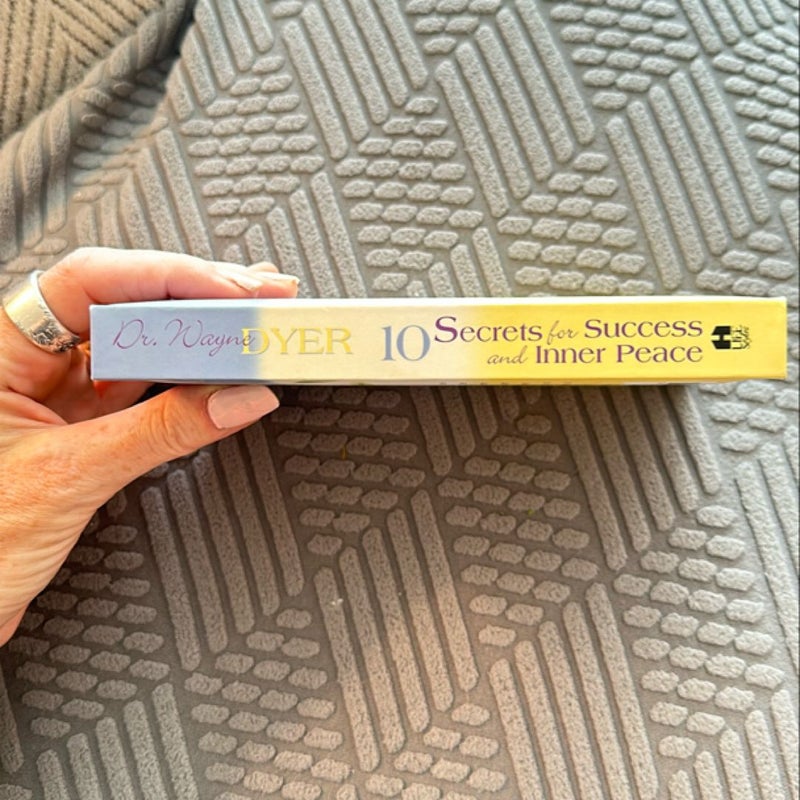 Dr. Wayne DYER 10 Secrets for Success
and Inner Peace